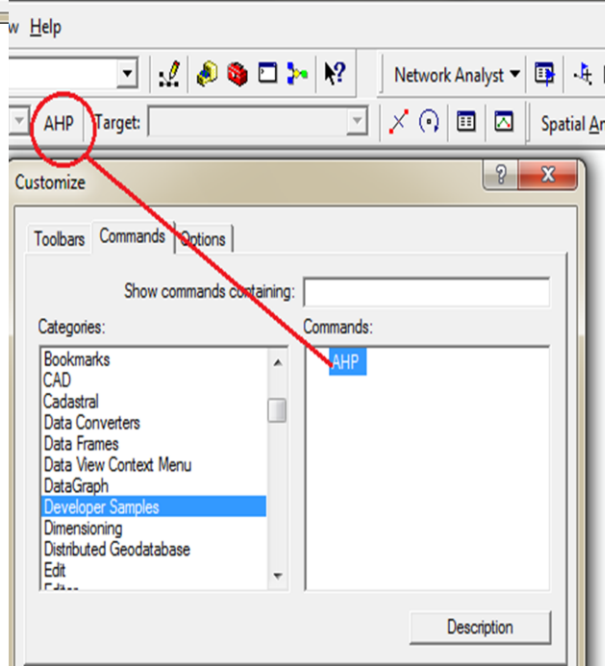 w Help
Network Analyst
AHP Target: Spatial An
Customize
Toolbars Commands Options
Show commands containing:
Categories: Commands:
Bookmarks AHP
CAD
Cadastral
Data Converters
Data Frames
Data View Context Menu
DataGraph
Developer Samples
Dimensioning
Distributed Geodatabase
Edit
Editor
Description